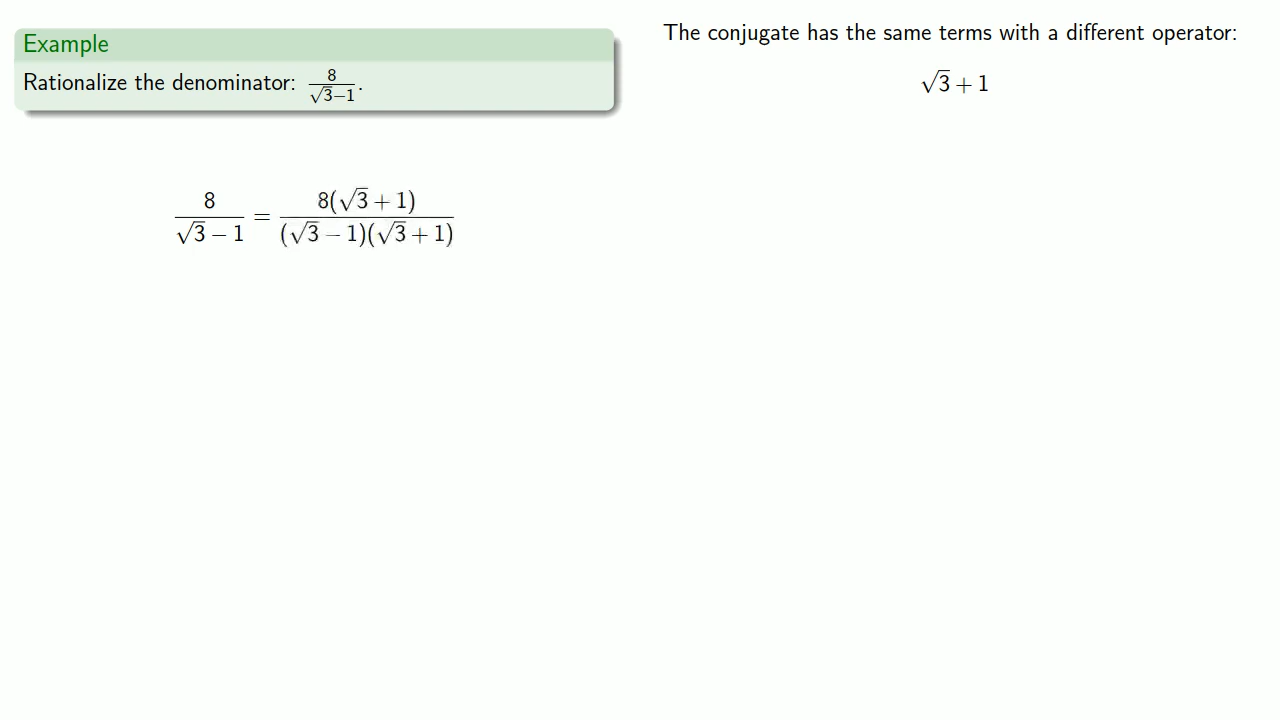 Example
Rationalize the denominator: 8/(√3−1).
8/(√3 − 1) = 8(√3 + 1)/((√3 − 1)(√3 + 1))
The conjugate has the same terms with a different operator:
√3 + 1